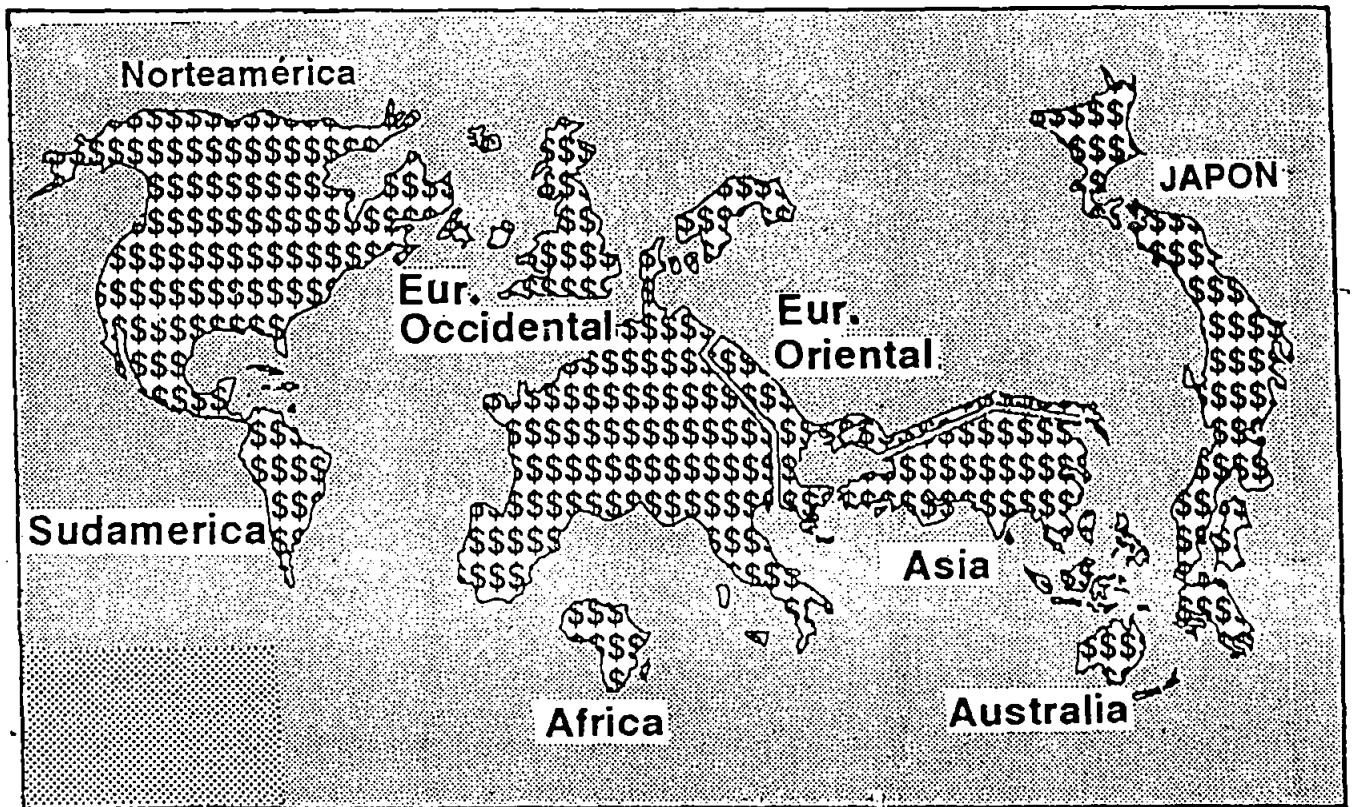 Norteamérica
JAPON
Eur.
Occidental
Eur.
Oriental
Sudamerica
Asia
Africa
Australia